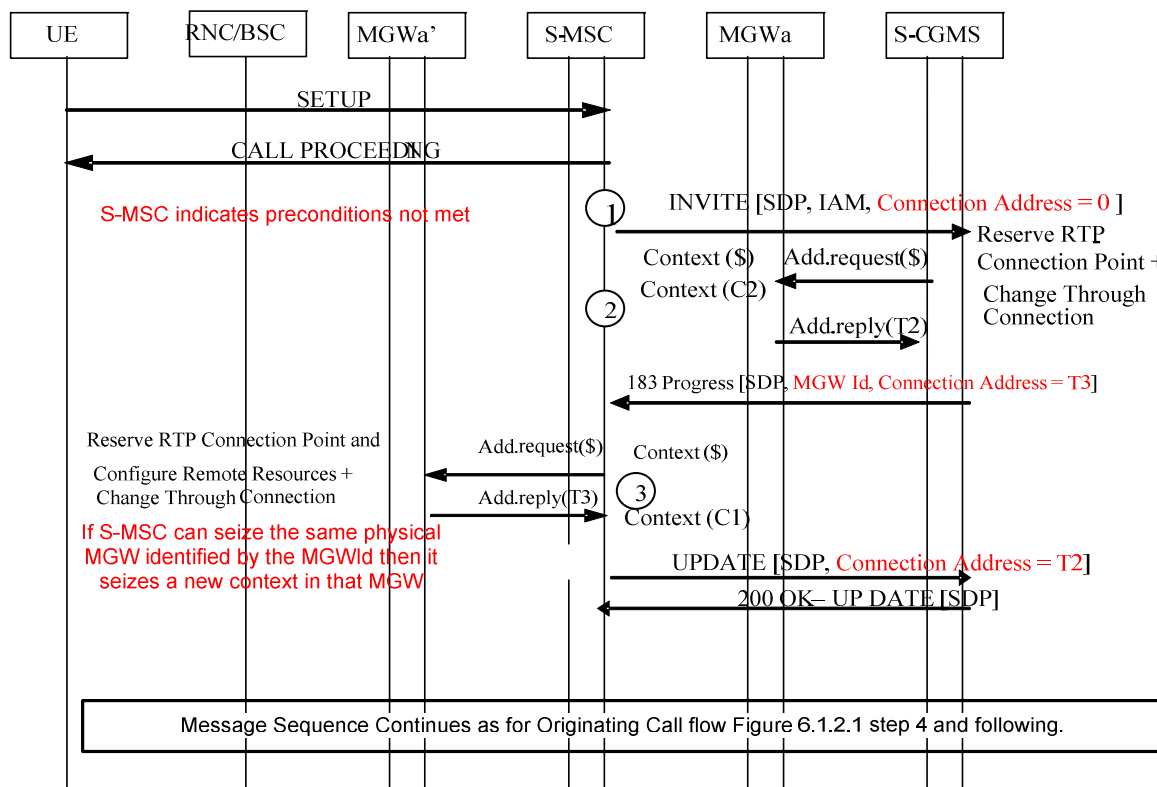 UE
RNC/BSC
MGWa’
S-MSC
MGWa
S-CGMS
SETUP
CALL PROCEEDING
S-MSC indicates preconditions not met
1
INVITE [SDP, IAM, Connection Address = 0 ]
Reserve RTP
Connection Point +
Change Through
Connection
Context ($)
Add.request($)
Context (C2)
2
Add.reply(T2)
183 Progress [SDP, MGW Id, Connection Address = T3]
Reserve RTP Connection Point and
Configure Remote Resources +
Change Through Connection
Add.request($)
Context ($)
3
Add.reply(T3)
Context (C1)
If S-MSC can seize the same physical
MGW identified by the MGWId then it
seizes a new context in that MGW
UPDATE [SDP, Connection Address = T2]
200 OK– UP DATE [SDP]
Message Sequence Continues as for Originating Call flow Figure 6.1.2.1 step 4 and following.